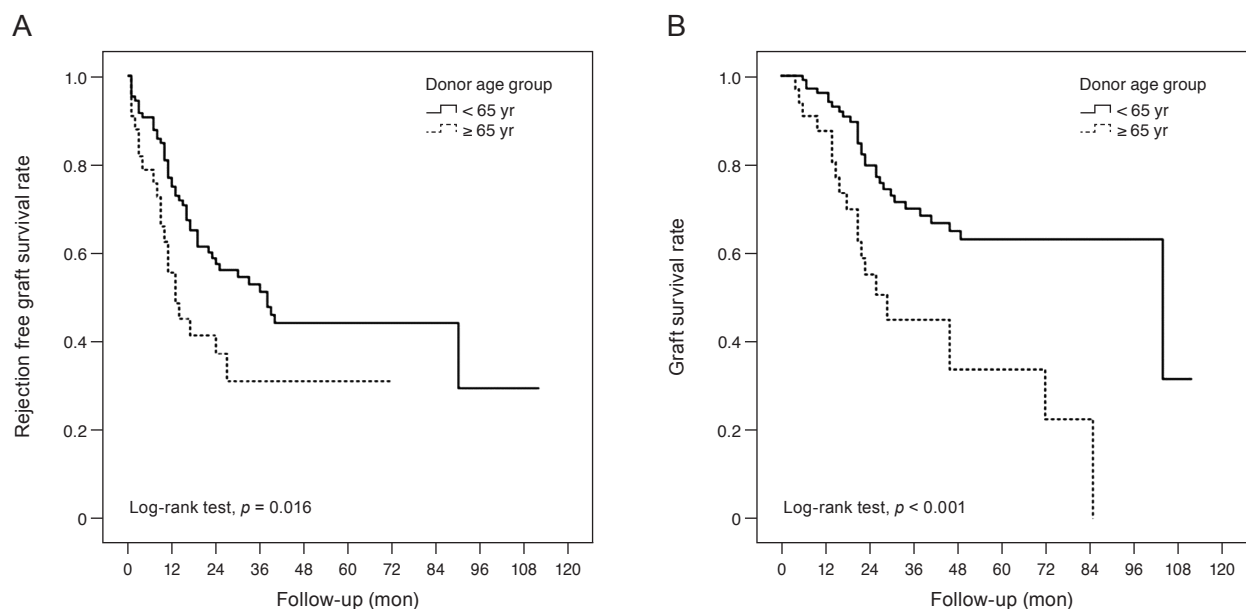 A
Rejection free graft survival rate
1.0
0.8
0.6
0.4
0.2
0
Donor age group
< 65 yr
≥ 65 yr
Log-rank test, p = 0.016
0 12 24 36 48 60 72 84 96 108 120
Follow-up (mon)
B
Graft survival rate
1.0
0.8
0.6
0.4
0.2
0
Donor age group
< 65 yr
≥ 65 yr
Log-rank test, p < 0.001
0 12 24 36 48 60 72 84 96 108 120
Follow-up (mon)